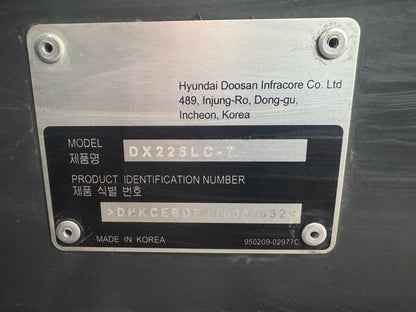 Hyundai Doosan Infracore Co. Ltd
489, Injung-Ro, Dong-gu,
Incheon, Korea
MODEL
제품명
DX225LC-7
PRODUCT IDENTIFICATION NUMBER
제품 식별 번호
MADE IN KOREA
950209-02977C